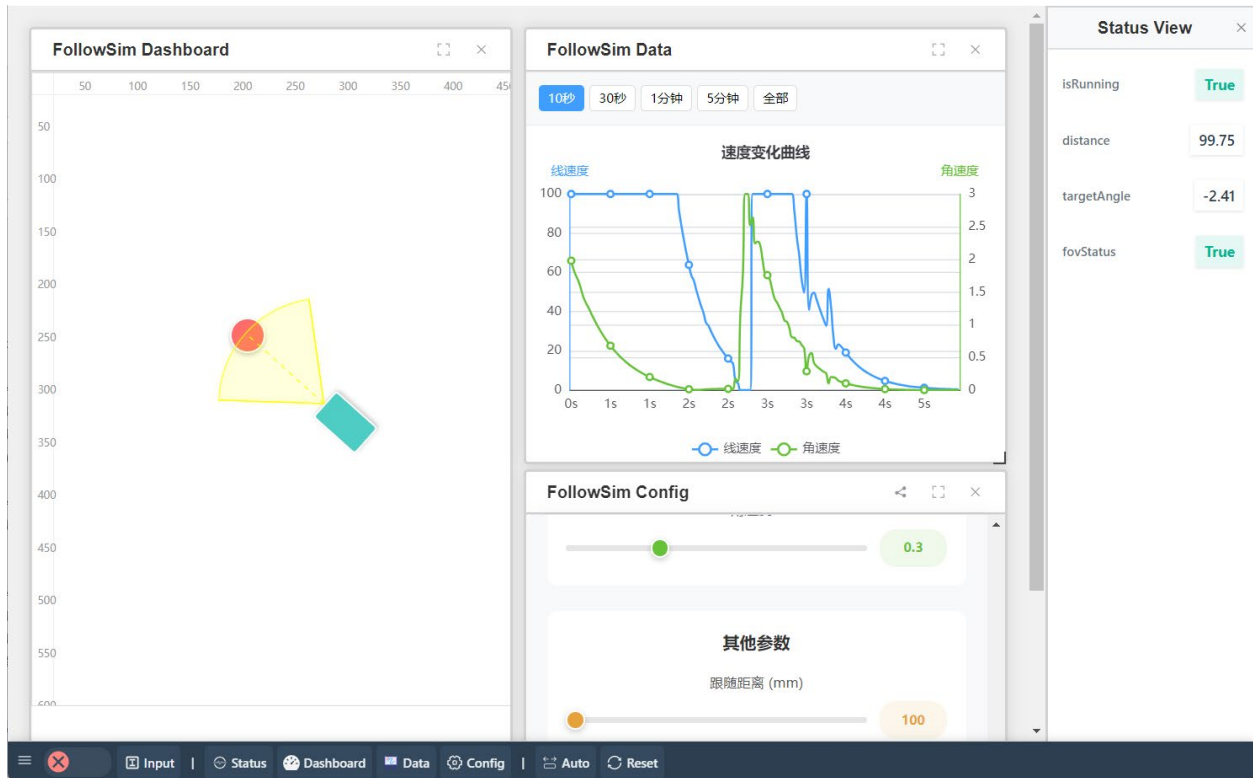 FollowSim Dashboard
50 100 150 200 250 300 350 400 45
50
100
150
200
250
300
350
400
450
500
550
600
FollowSim Data
10秒 30秒 1分钟 5分钟 全部
速度变化曲线
线速度 角速度
100 3
80 2.5
60 2
40 1.5
20 1
0 0.5
0
0s 1s 1s 2s 2s 3s 3s 4s 4s 5s
线速度 角速度
FollowSim Config
0.3
其他参数
跟随距离 (mm)
100
Status View
isRunning True
distance 99.75
targetAngle -2.41
fovStatus True
Input | Status Dashboard Data Config | Auto Reset